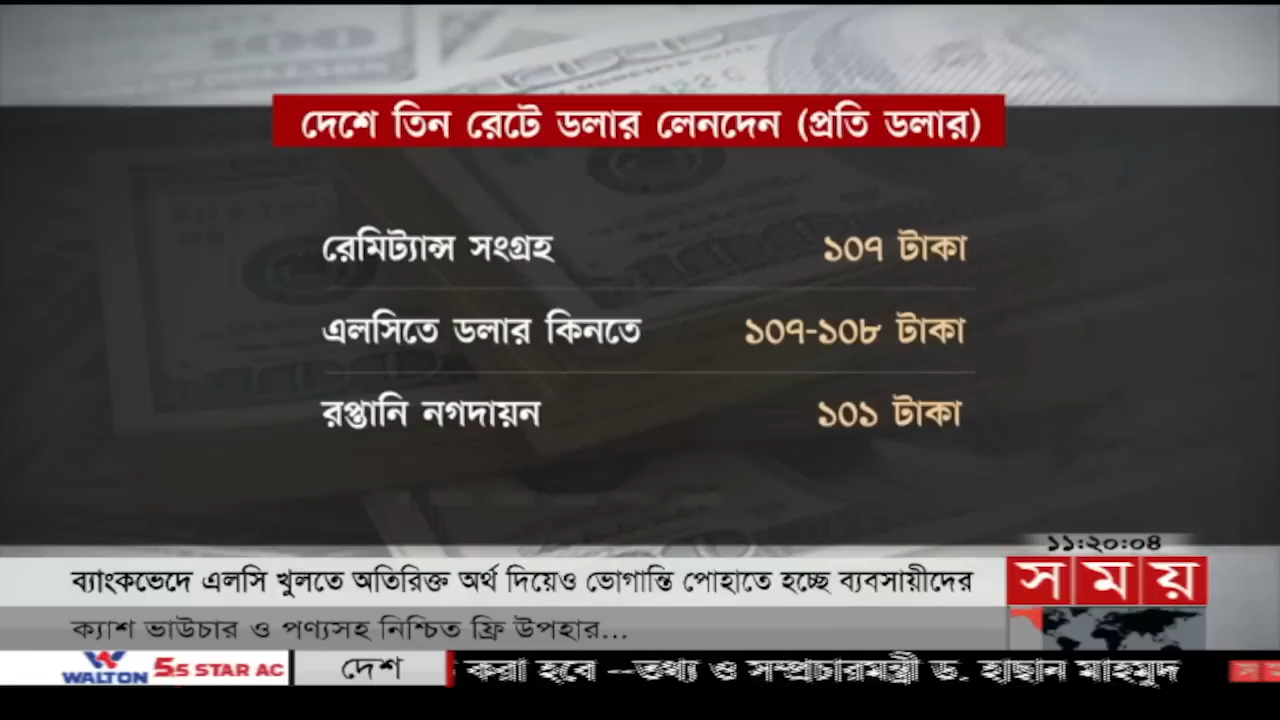 দেশে তিন রেটে ডলার লেনদেন (প্রতি ডলার)
রেমিট্যান্স সংগ্রহ ১০৭ টাকা
এলসিতে ডলার কিনতে ১০৭-১০৮ টাকা
রপ্তানি নগদায়ন ১০১ টাকা
১১:২০:০৪
ব্যাংকভেদে এলসি খুলতে অতিরিক্ত অর্থ দিয়েও ভোগান্তি পোহাতে হচ্ছে ব্যবসায়ীদের
সময়
ক্যাশ ভাউচার ও পণ্যসহ নিশ্চিত ফ্রি উপহার...
WALTON 5.5 STAR AC দেশ করা হবে --তথ্য ও সম্প্রচারমন্ত্রী ড. হাছান মাহমুদ